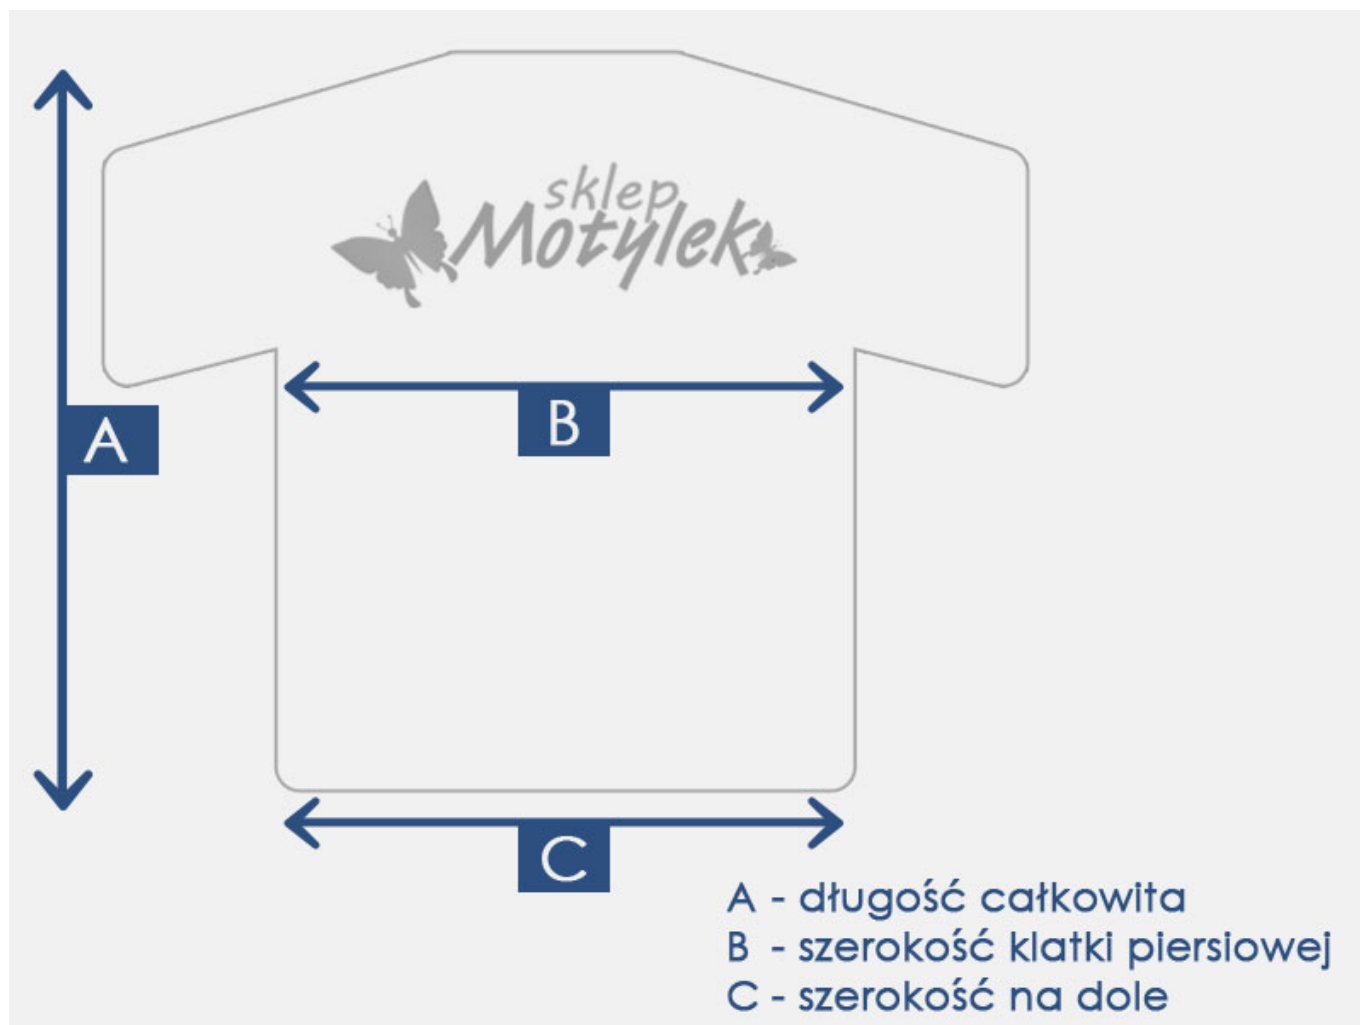 sklep
Motylek
A
B
C
A - długość całkowita
B - szerokość klatki piersiowej
C - szerokość na dole